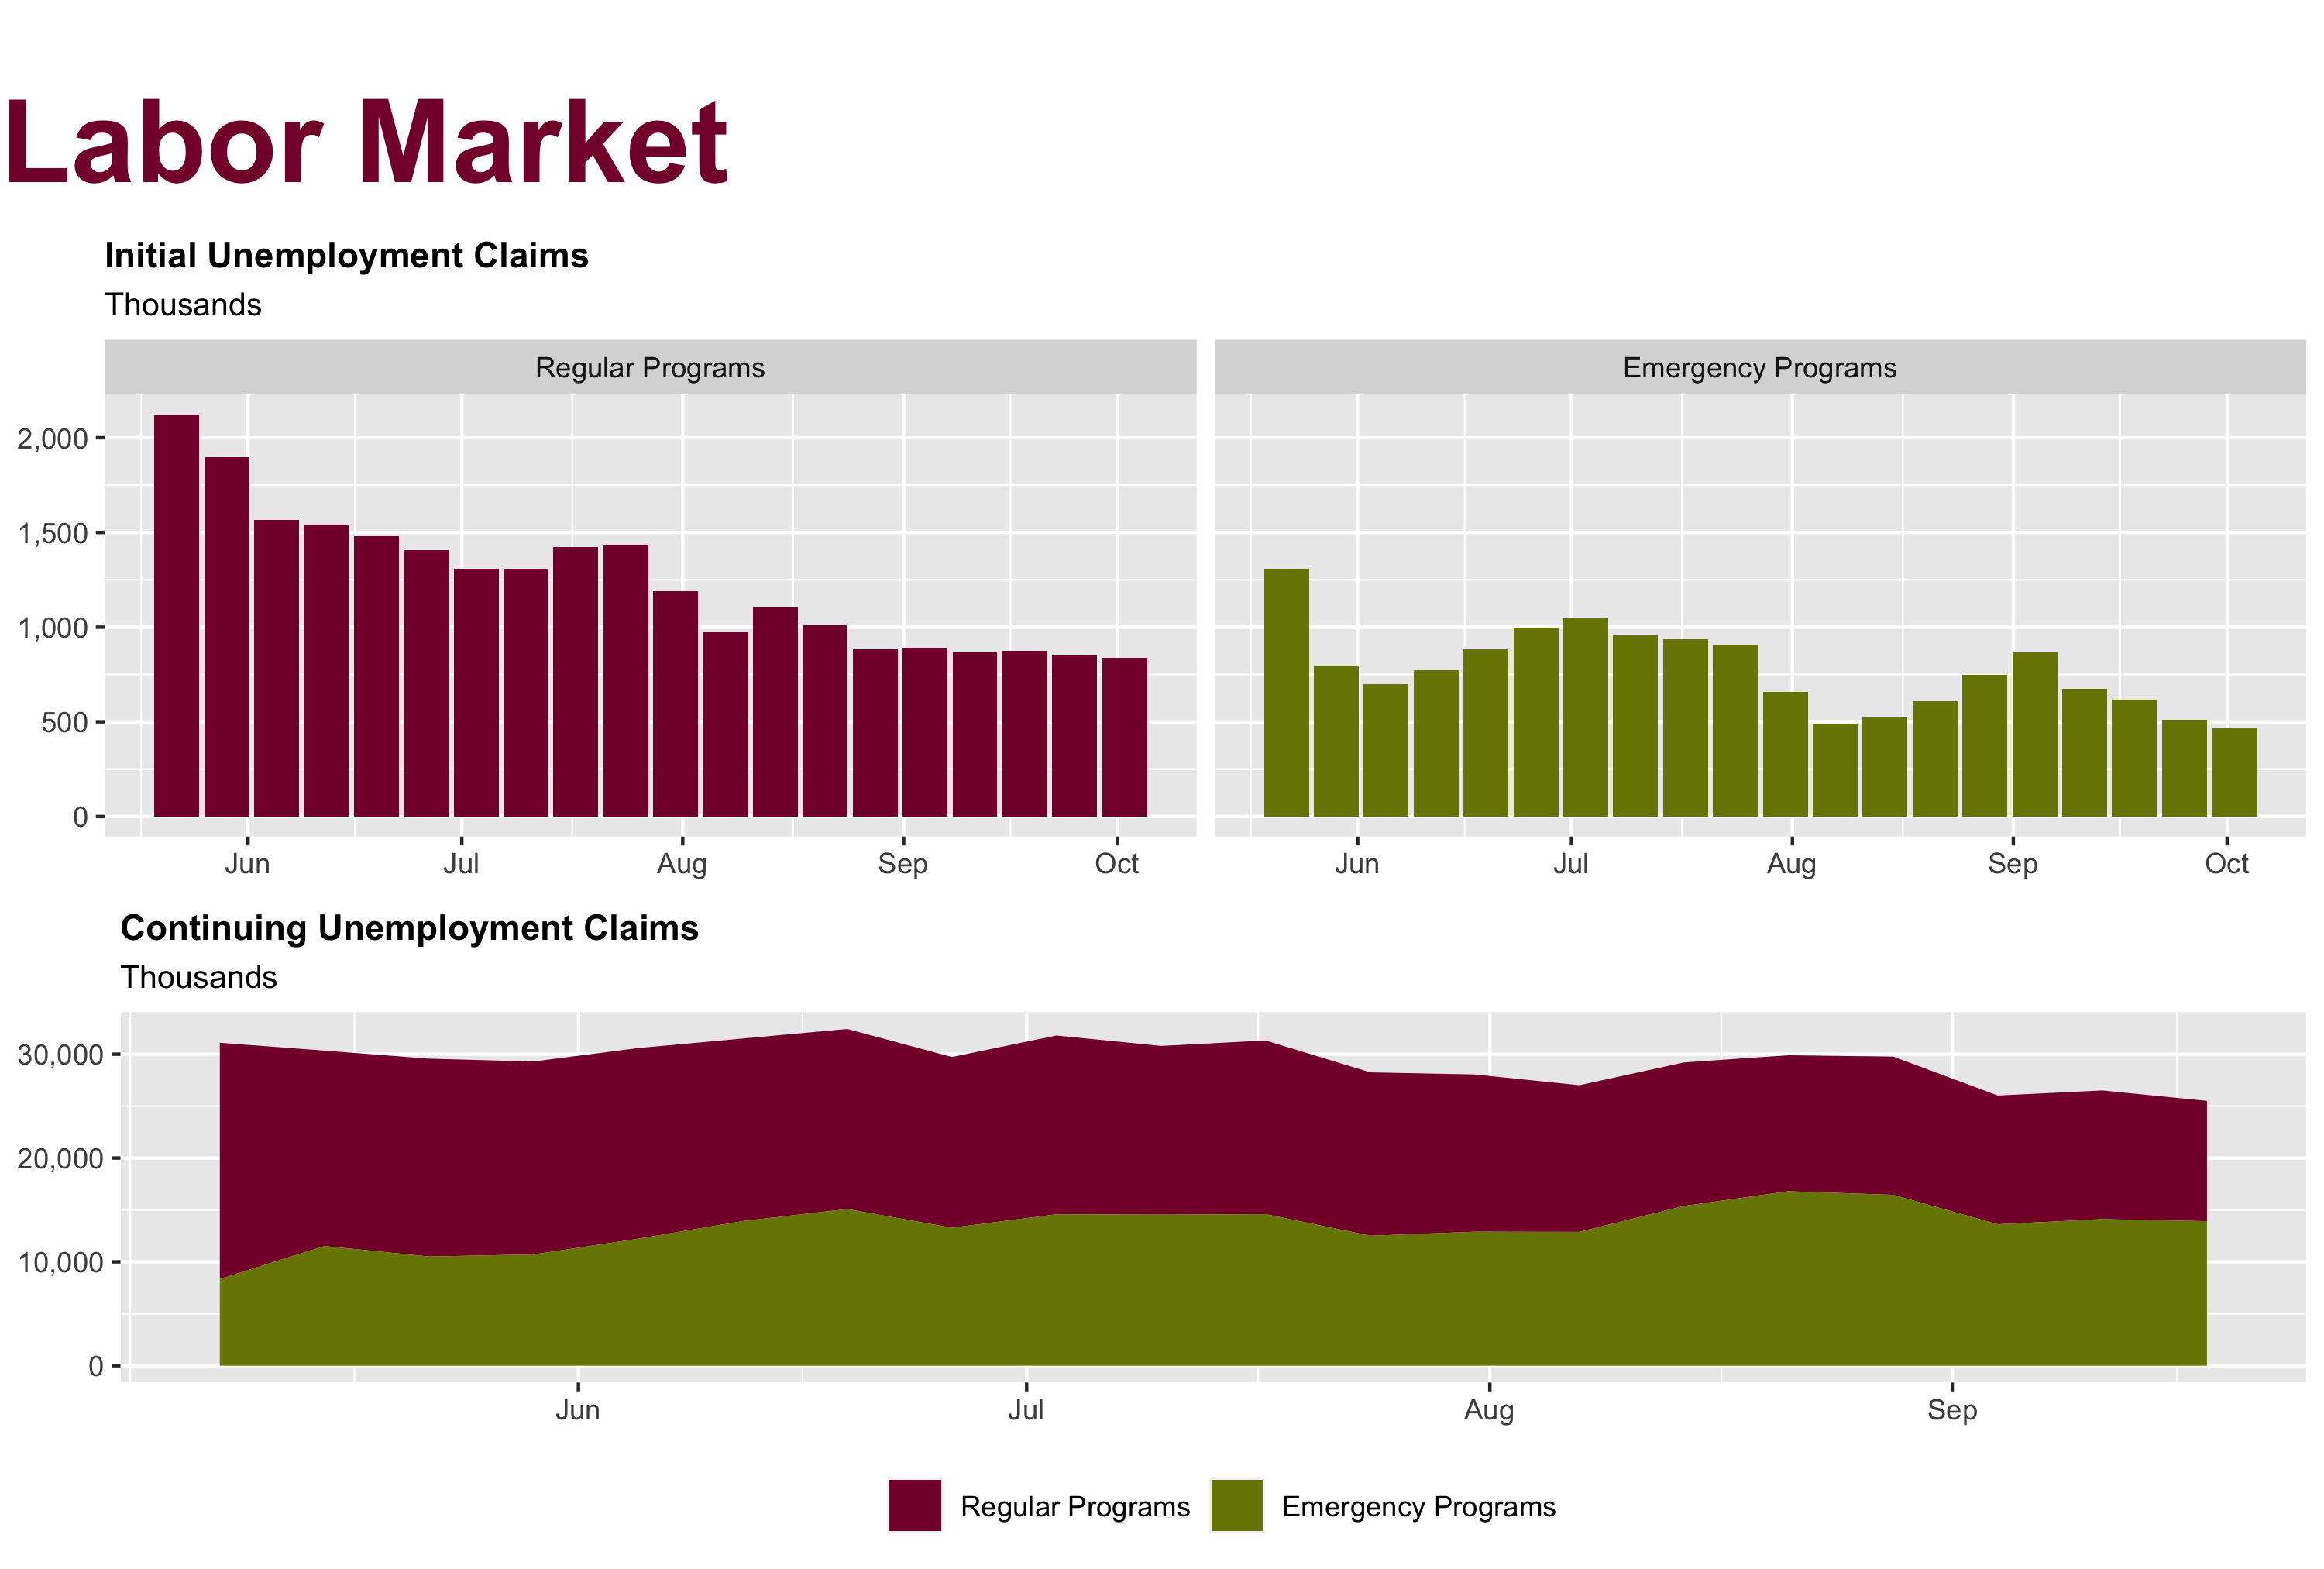 Labor Market
Initial Unemployment Claims
Thousands
Regular Programs
Emergency Programs
2,000
1,500
1,000
500
0
Jun Jul Aug Sep Oct
Jun Jul Aug Sep Oct
Continuing Unemployment Claims
Thousands
30,000
20,000
10,000
0
Jun Jul Aug Sep
Regular Programs
Emergency Programs